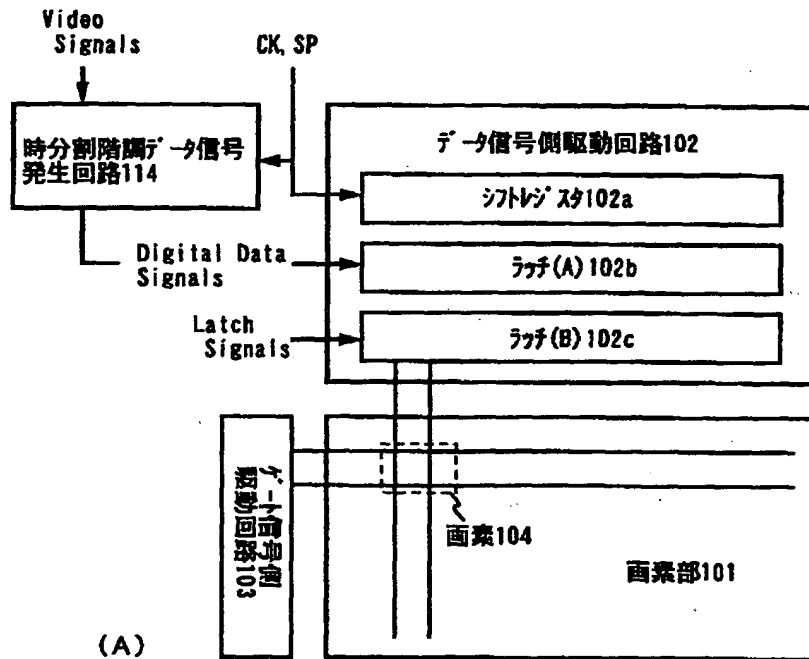 Video
Signals
CK, SP
時分割階調データ信号
発生回路114
データ信号側駆動回路102
シフトレジスタ102a
Digital Data
Signals
ラッチ(A)102b
Latch
Signals
ラッチ(B)102c
ゲート信号側
駆動回路103
画素104
画素部101
(A)